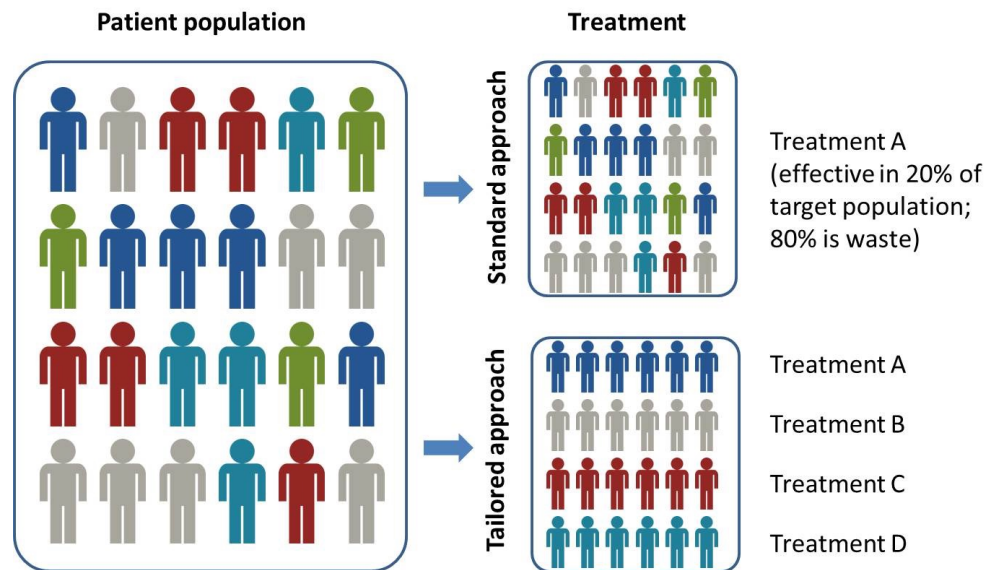 Patient population
Treatment
Standard approach
Treatment A
(effective in 20% of
target population;
80% is waste)
Tailored approach
Treatment A
Treatment B
Treatment C
Treatment D